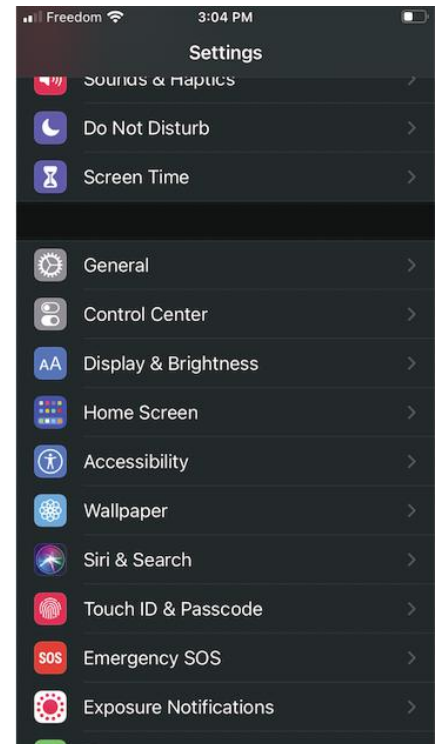 Freedom 3:04 PM
Settings
Sounds & Haptics
Do Not Disturb
Screen Time
General
Control Center
AA Display & Brightness
Home Screen
Accessibility
Wallpaper
Siri & Search
Touch ID & Passcode
SOS Emergency SOS
Exposure Notifications